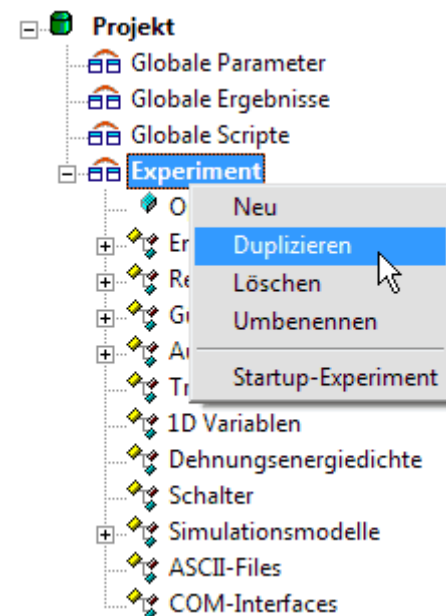 Projekt
Globale Parameter
Globale Ergebnisse
Globale Scripte
Experiment
Neu
Duplizieren
Löschen
Umbenennen
Startup-Experiment
1D Variablen
Dehnungsenergiedichte
Schalter
Simulationsmodelle
ASCII-Files
COM-Interfaces